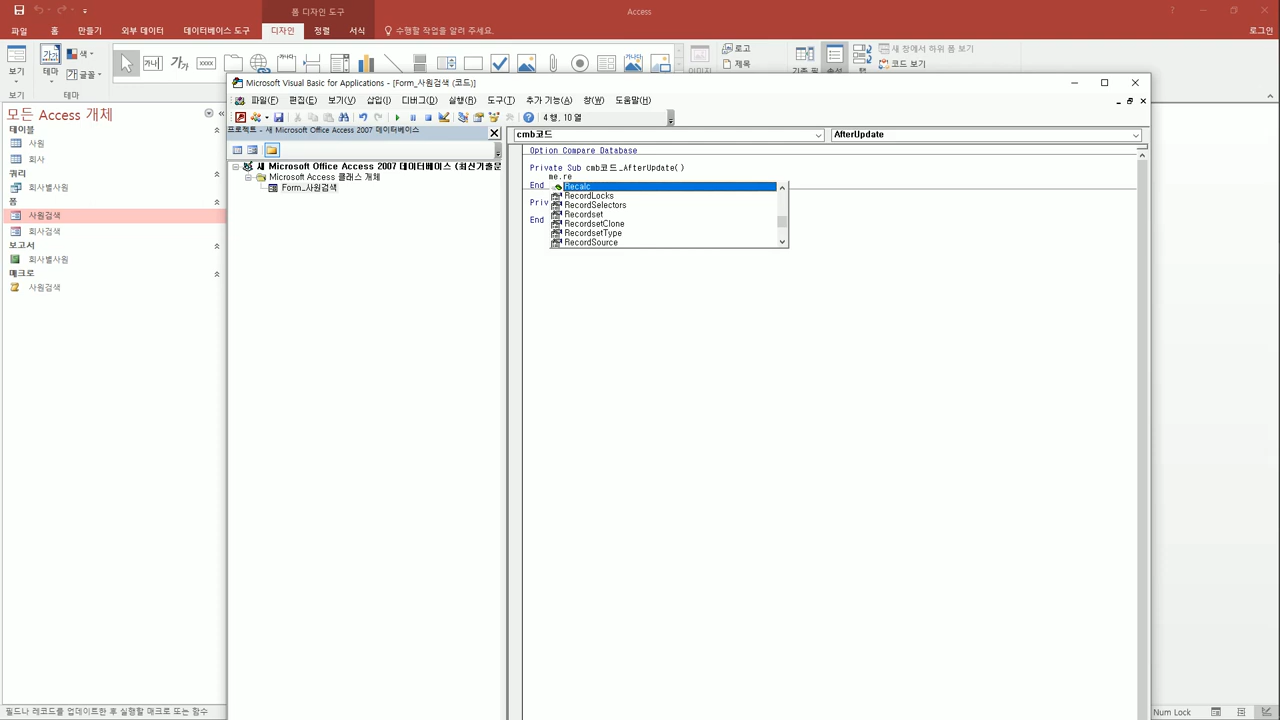 폼 디자인 도구
Access
파일
홈
만들기
외부 데이터
데이터베이스 도구
디자인
정렬
서식
수행할 작업을 알려 주세요.
로그인
보기
테마
색
글꼴
가나
가가
xxxx
로고
제목
새 창에서 하위 폼 보기
코드 보기
보기
테마
모든 Access 개체
테이블
사원
회사
쿼리
회사별사원
폼
사원검색
회사검색
보고서
회사별사원
매크로
사원검색
Microsoft Visual Basic for Applications - [Form_사원검색 (코드)]
파일(F)
편집(E)
보기(V)
삽입(I)
디버그(D)
실행(R)
도구(T)
추가 기능(A)
창(W)
도움말(H)
4 행, 10 열
프로젝트 - 새 Microsoft Office Access 2007 데이터베이스
새 Microsoft Office Access 2007 데이터베이스 (최신기출문
Microsoft Access 클래스 개체
Form_사원검색
cmb코드
AfterUpdate
Option Compare Database
Private Sub cmb코드_AfterUpdate()
me.re
End
Priv
End
Recalc
RecordLocks
RecordSelectors
Recordset
RecordsetClone
RecordsetType
RecordSource
필드나 레코드를 업데이트한 후 실행할 매크로 또는 함수
Num Lock